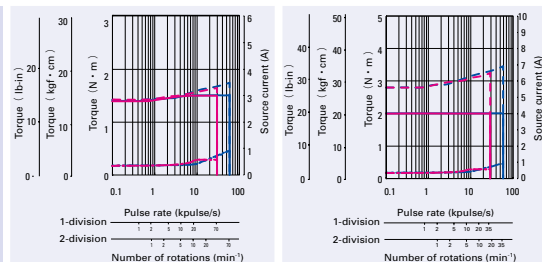 Torque (lb-in)
20
10
0
Torque (kgf・cm)
30
20
10
0
Torque (N・m)
3
2
1
0
Source current (A)
6
5
4
3
2
1
0
0.1 1 10 100
Pulse rate (kpulse/s)
1-division
1 2 5 10 20 70
2-division
1 2 5 10 20 70
Number of rotations (min-1)
Torque (lb-in)
40
30
20
10
0
Torque (kgf・cm)
50
40
30
20
10
0
Torque (N・m)
5
4
3
2
1
0
Source current (A)
10
9
8
7
6
5
4
3
2
1
0
0.1 1 10 100
Pulse rate (kpulse/s)
1-division
1 2 5 10 20 35
2-division
1 2 5 10 20 35
Number of rotations (min-1)